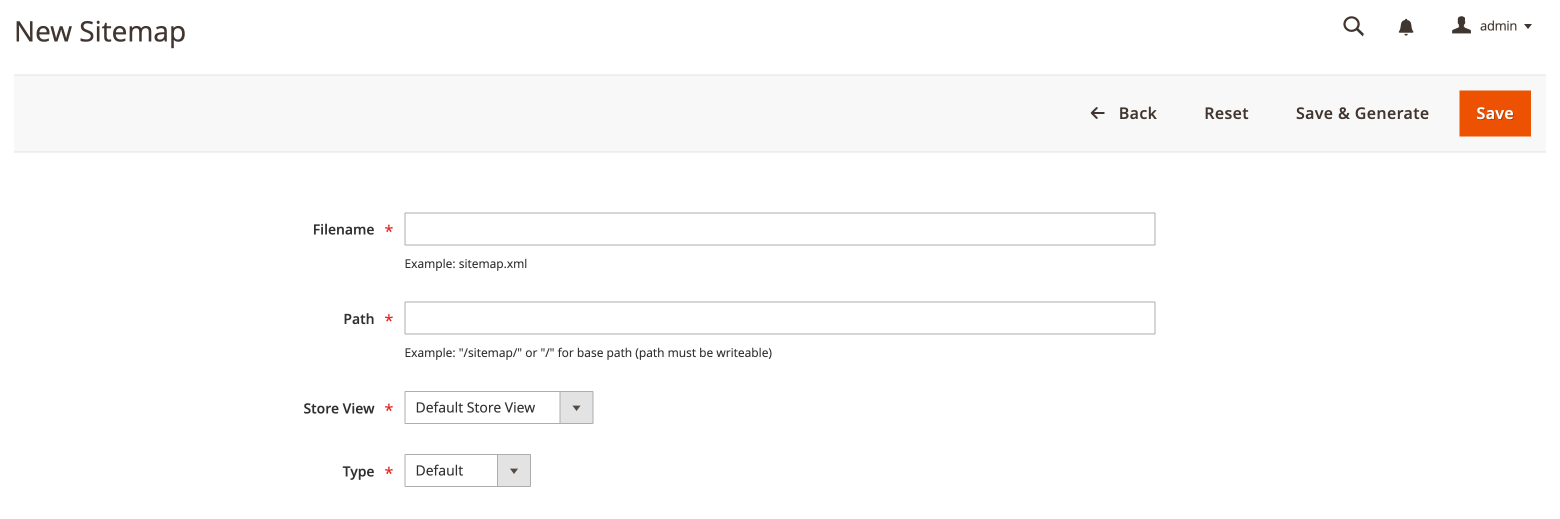 New Sitemap
admin
Back Reset Save & Generate Save
Filename *
Example: sitemap.xml
Path *
Example: "/sitemap/" or "/" for base path (path must be writeable)
Store View * Default Store View
Type * Default